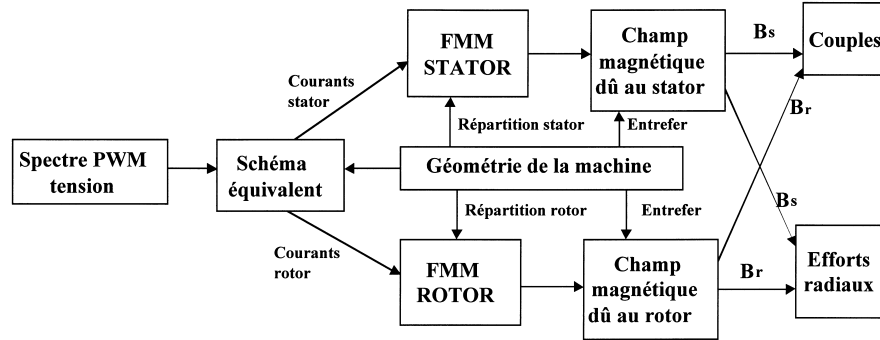 FMM
STATOR
Champ
magnétique
dû au stator
Bs
Couples
Courants
stator
Br
Répartition stator
Entrefer
Spectre PWM
tension
Schéma
équivalent
Géométrie de la machine
Bs
Répartition rotor
Entrefer
Courants
rotor
FMM
ROTOR
Champ
magnétique
dû au rotor
Br
Efforts
radiaux